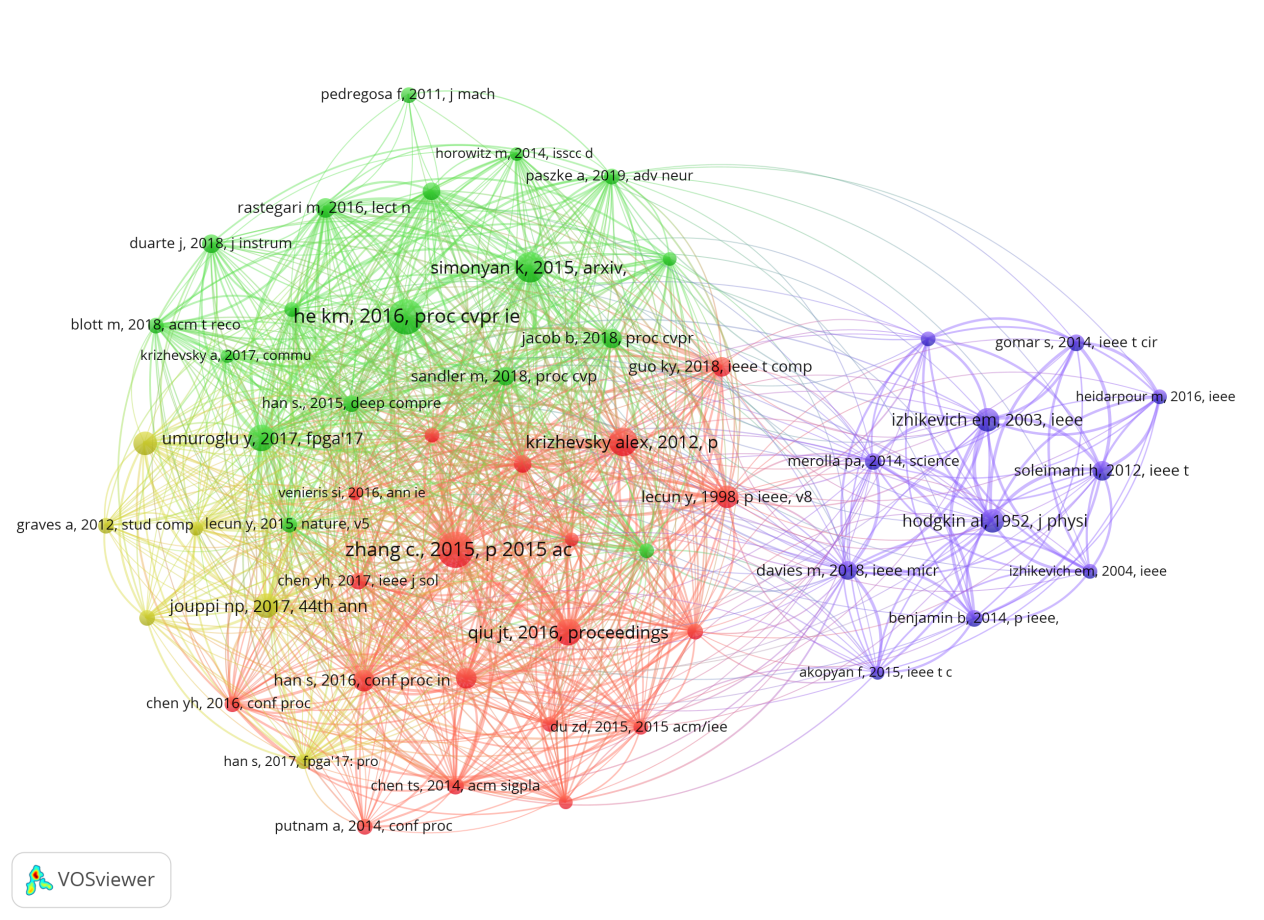 pedregosa f, 2011, j mach
horowitz m, 2014, isscc d
paszke a, 2019, adv neur
rastegari m, 2016, lect n
duarte j, 2018, j instrum
simonyan k, 2015, arxiv,
he km, 2016, proc cvpr ie
blott m, 2018, acm t reco
jacob b, 2018, proc cvpr
gomar s, 2014, ieee t cir
krizhevsky a, 2017, commu
guo ky, 2018, ieee t comp
sandler m, 2018, proc cvp
heidarpour m, 2016, ieee
han s., 2015, deep compre
izhikevich em, 2003, ieee
umuroglu y, 2017, fpga'17
krizhevsky alex, 2012, p
merolla pa, 2014, science
soleimani h, 2012, ieee t
venieris si, 2016, ann ie
lecun y, 1998, p ieee, v8
graves a, 2012, stud comp
lecun y, 2015, nature, v5
hodgkin al, 1952, j physi
zhang c., 2015, p 2015 ac
davies m, 2018, ieee micr
izhikevich em, 2004, ieee
chen yh, 2017, ieee j sol
jouppi np, 2017, 44th ann
benjamin b, 2014, p ieee,
qiu jt, 2016, proceedings
akopyan f, 2015, ieee t c
han s, 2016, conf proc in
chen yh, 2016, conf proc
du zd, 2015, 2015 acm/iee
han s, 2017, fpga'17: pro
chen ts, 2014, acm sigpla
putnam a, 2014, conf proc
VOSviewer